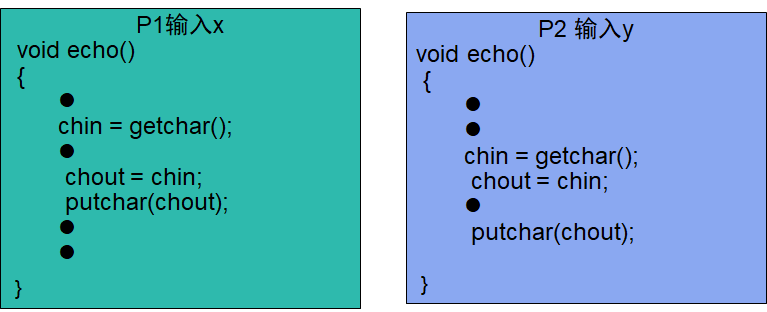 P1输入x
void echo()
{
●
chin = getchar();
●
chout = chin;
putchar(chout);
●
●
}
P2 输入y
void echo()
{
●
●
chin = getchar();
chout = chin;
●
putchar(chout);
}